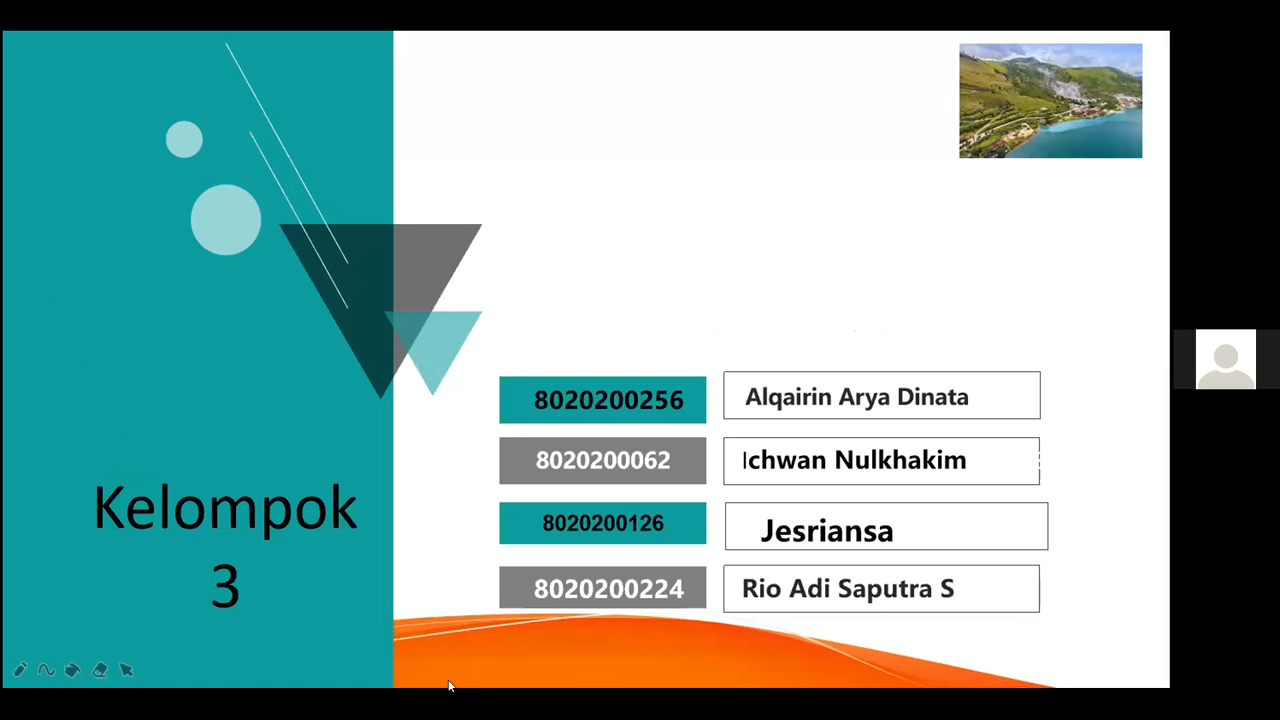 8020200256 Alqairin Arya Dinata
8020200062 Ichwan Nulkhakim
8020200126 Jesriansa
8020200224 Rio Adi Saputra S
Kelompok
3